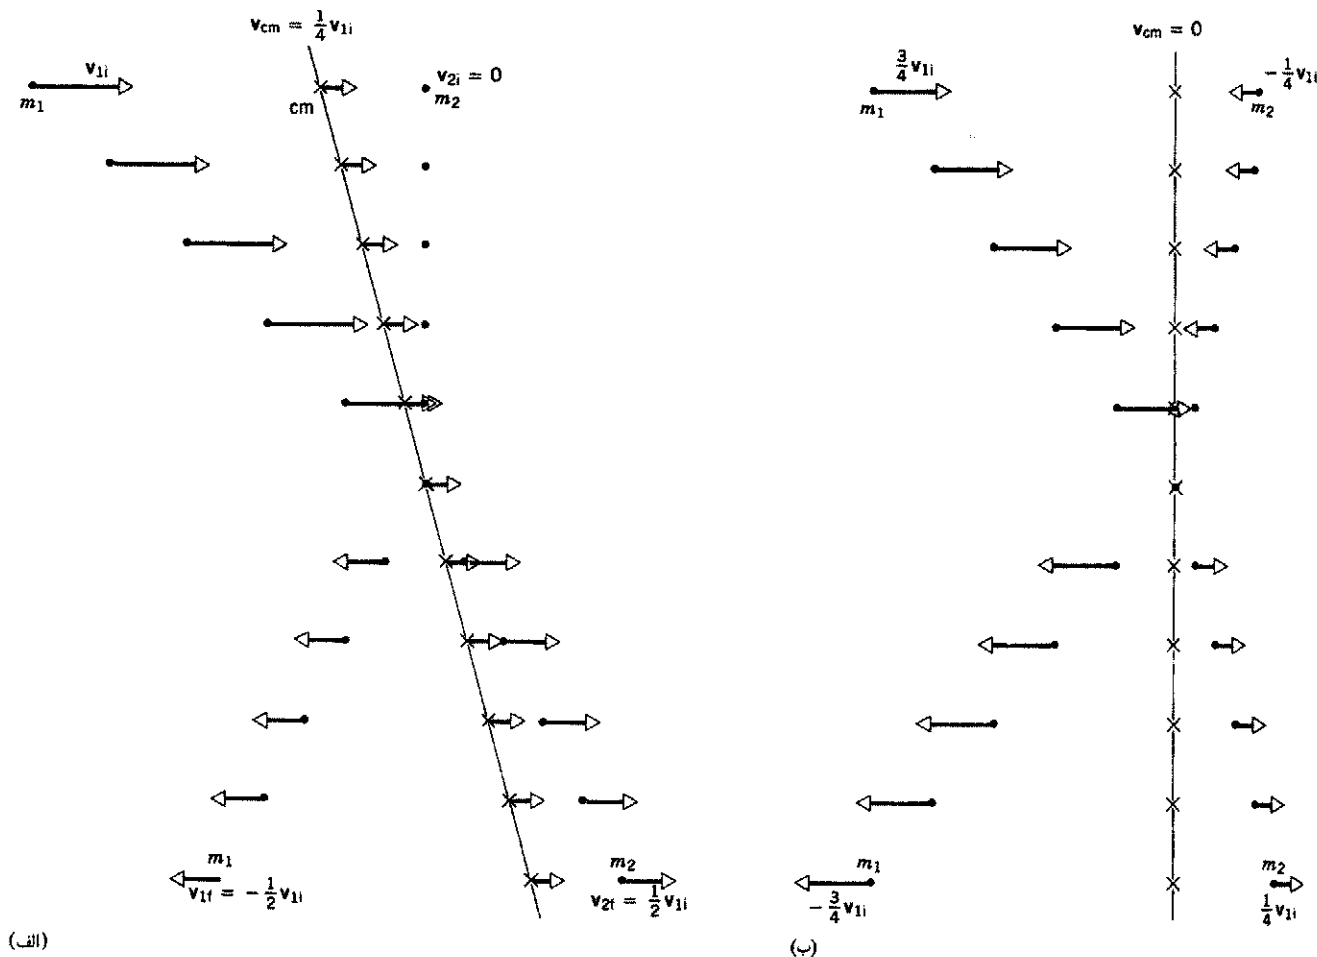 v_cm = 1/4 v_1i
v_1i
m_1
cm
v_2i = 0
m_2
m_1
v_1f = − 1/2 v_1i
m_2
v_2f = 1/2 v_1i
(الف)
v_cm = 0
3/4 v_1i
m_1
− 1/4 v_1i
m_2
m_1
− 3/4 v_1i
m_2
1/4 v_1i
(ب)